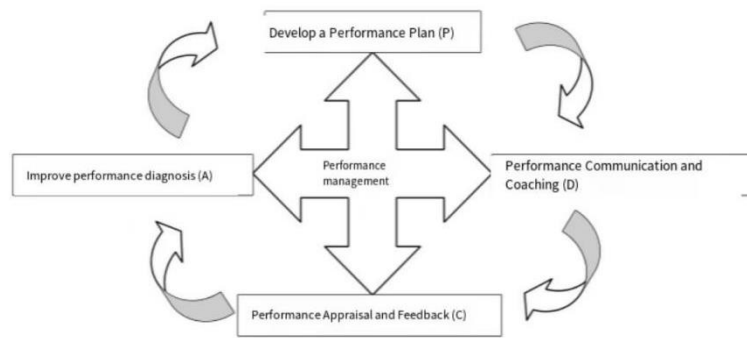 Develop a Performance Plan (P)
Improve performance diagnosis (A)
Performance
management
Performance Communication and
Coaching (D)
Performance Appraisal and Feedback (C)